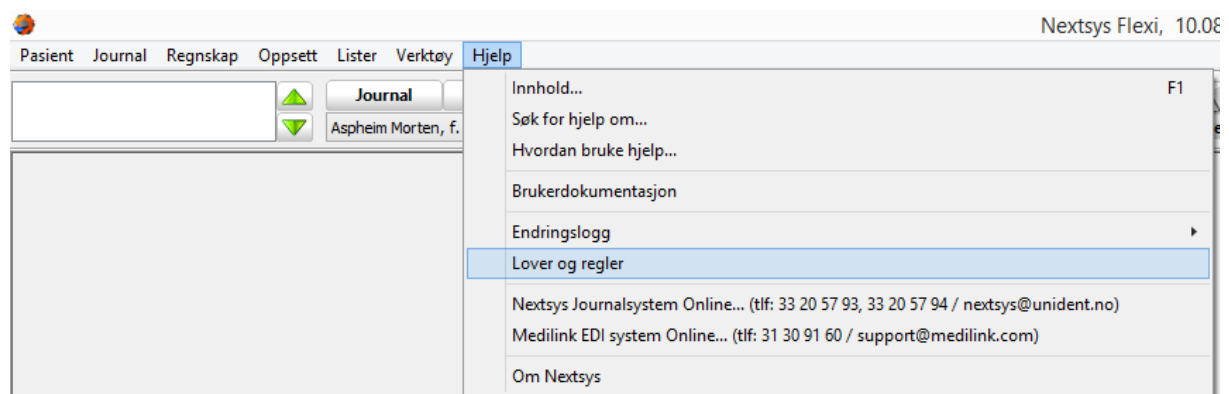 Nextsys Flexi, 10.08
Pasient Journal Regnskap Oppsett Lister Verktøy Hjelp
Journal
Aspheim Morten, f.
Innhold... F1
Søk for hjelp om...
Hvordan bruke hjelp...
Brukerdokumentasjon
Endringslogg
Lover og regler
Nextsys Journalsystem Online... (tlf: 33 20 57 93, 33 20 57 94 / nextsys@unident.no)
Medilink EDI system Online... (tlf: 31 30 91 60 / support@medilink.com)
Om Nextsys